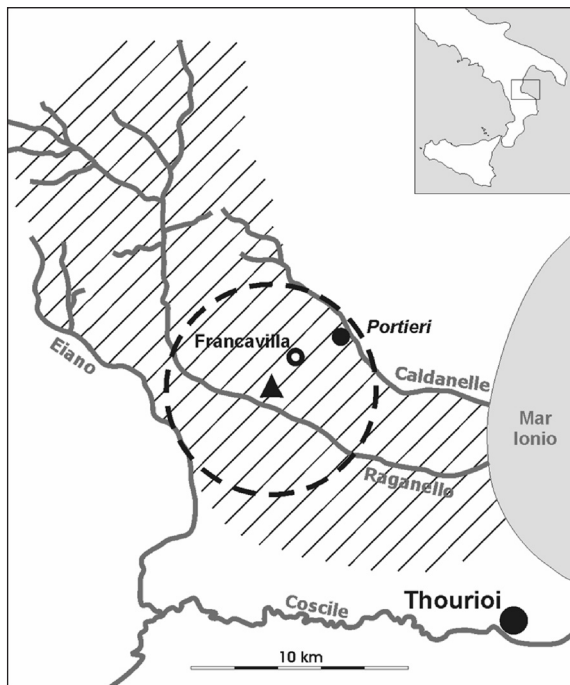 Francavilla
Portieri
Eiano
Caldanelle
Mar
Ionio
Raganello
Thourioi
Coscile
10 km